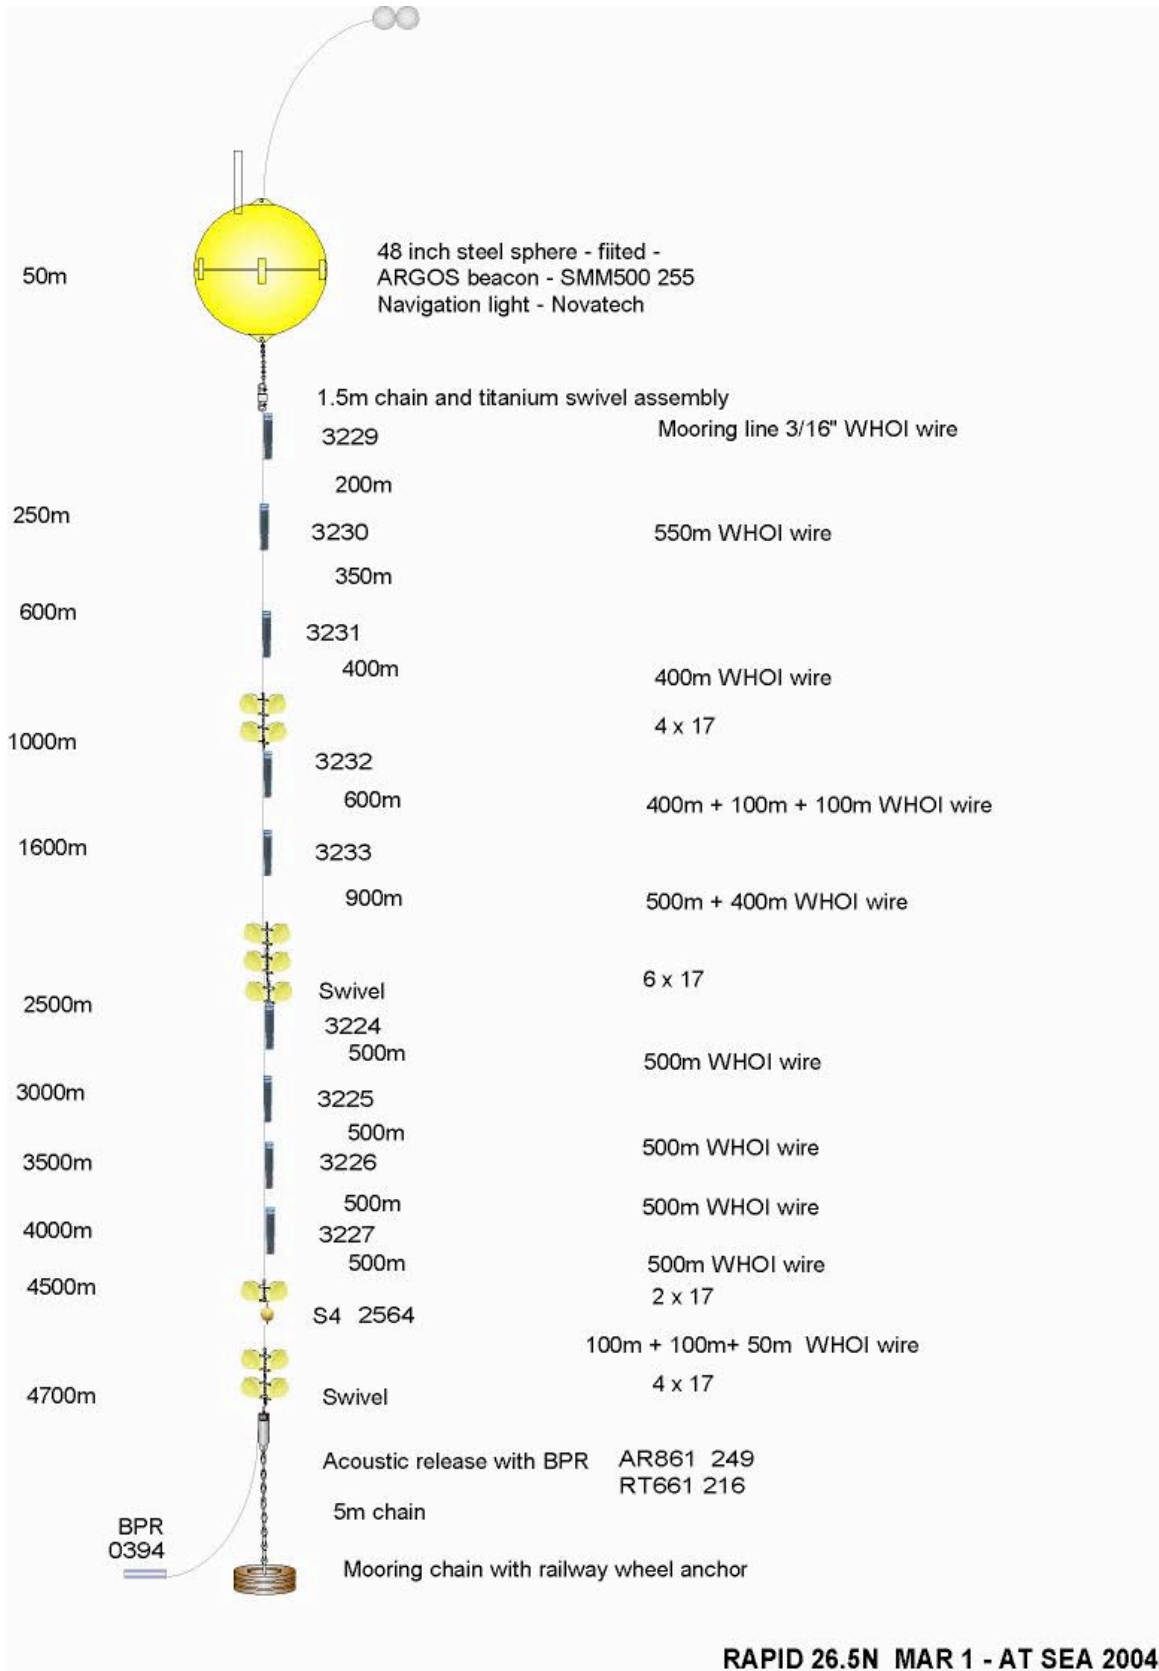 48 inch steel sphere - fiited -
50m
ARGOS beacon - SMM500 255
Navigation light - Novatech
1.5m chain and titanium swivel assembly
3229
Mooring line 3/16" WHOI wire
200m
250m
3230
550m WHOI wire
350m
600m
3231
400m
400m WHOI wire
4 x 17
1000m
3232
600m
400m + 100m + 100m WHOI wire
1600m
3233
900m
500m + 400m WHOI wire
6 x 17
Swivel
2500m
3224
500m
500m WHOI wire
3000m
3225
500m
500m WHOI wire
3500m
3226
500m
500m WHOI wire
4000m
3227
500m
500m WHOI wire
4500m
2 x 17
S4 2564
100m + 100m+ 50m WHOI wire
4 x 17
4700m
Swivel
Acoustic release with BPR
AR861 249
RT661 216
5m chain
BPR
0394
Mooring chain with railway wheel anchor
RAPID 26.5N MAR 1 - AT SEA 2004